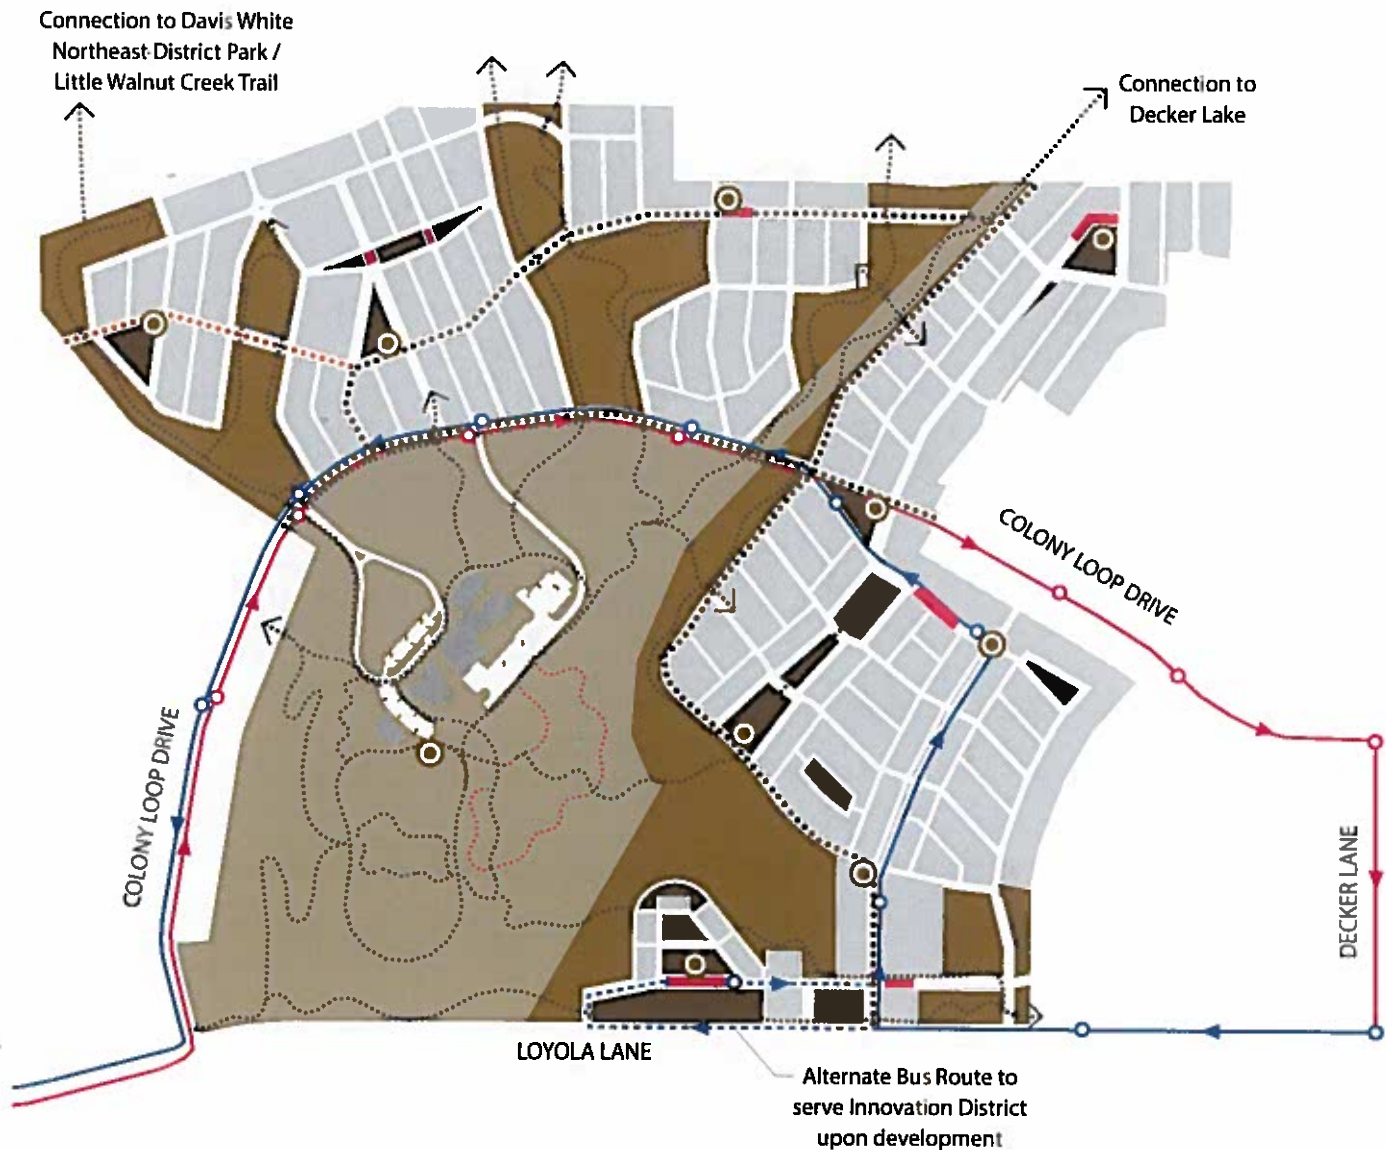 Connection to Davis White
Northeast District Park /
Little Walnut Creek Trail
Connection to
Decker Lake
COLONY LOOP DRIVE
COLONY LOOP DRIVE
DECKER LANE
LOYOLA LANE
Alternate Bus Route to
serve Innovation District
upon development